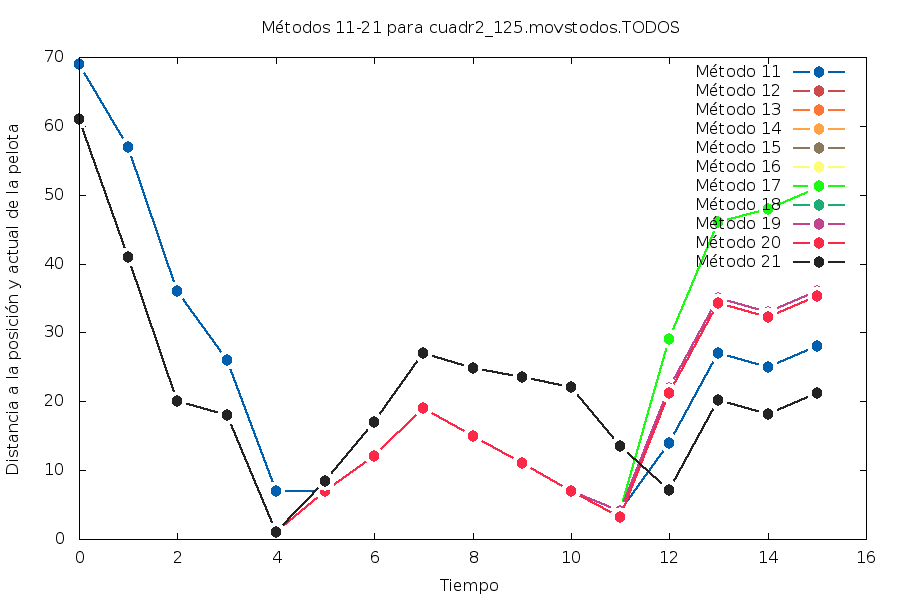 Métodos 11-21 para cuadr2_125.movstodos.TODOS
Distancia a la posición y actual de la pelota
70
60
50
40
30
20
10
0
0 2 4 6 8 10 12 14 16
Tiempo
Método 11
Método 12
Método 13
Método 14
Método 15
Método 16
Método 17
Método 18
Método 19
Método 20
Método 21